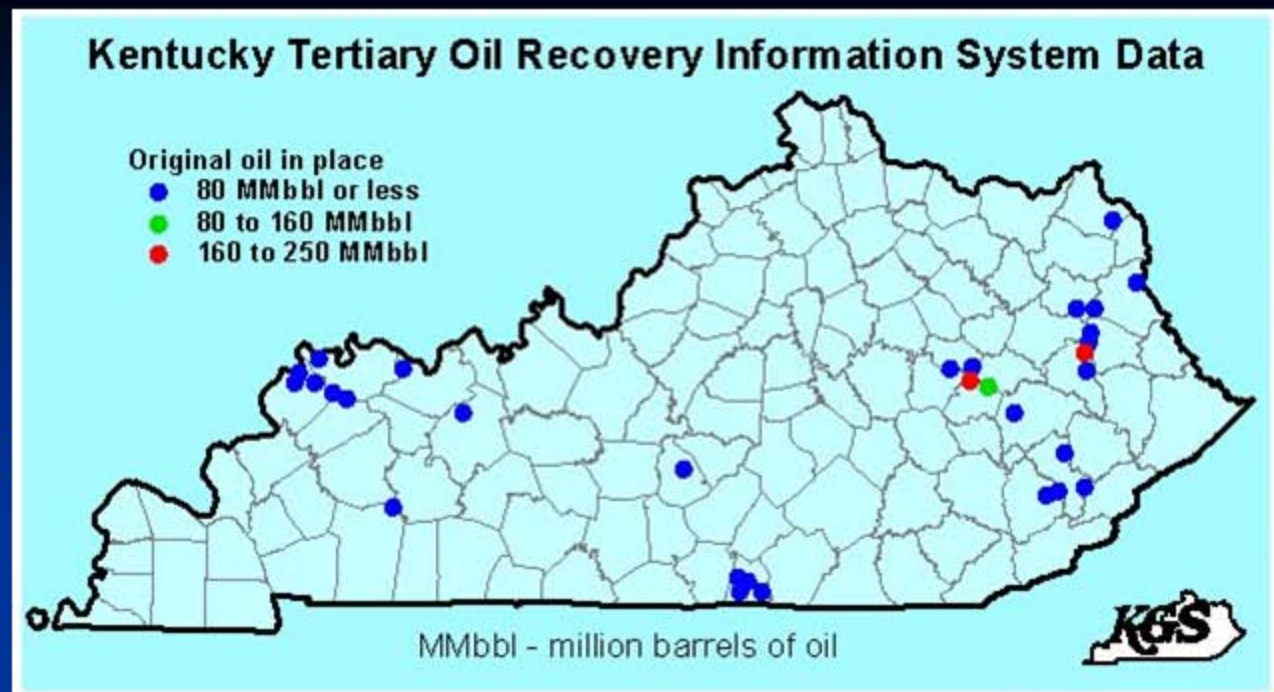 Kentucky Tertiary Oil Recovery Information System Data
Original oil in place
80 MMbbl or less
80 to 160 MMbbl
160 to 250 MMbbl
MMbbl - million barrels of oil
KGS